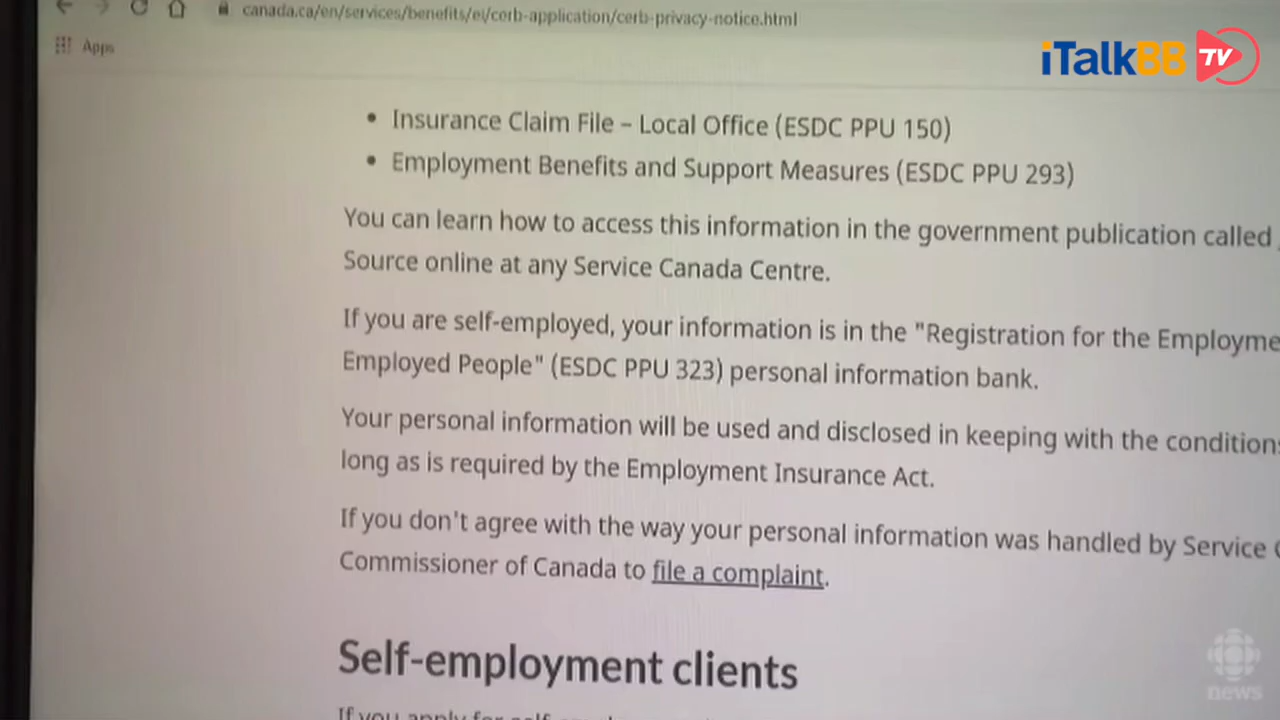 canada.ca/en/services/benefits/ei/cerb-application/cerb-privacy-notice.html
Apps
iTalkBB TV
• Insurance Claim File – Local Office (ESDC PPU 150)
• Employment Benefits and Support Measures (ESDC PPU 293)
You can learn how to access this information in the government publication called
Source online at any Service Canada Centre.
If you are self-employed, your information is in the "Registration for the Employme
Employed People" (ESDC PPU 323) personal information bank.
Your personal information will be used and disclosed in keeping with the condition
long as is required by the Employment Insurance Act.
If you don't agree with the way your personal information was handled by Service
Commissioner of Canada to file a complaint.
Self-employment clients
If you apply for self
news